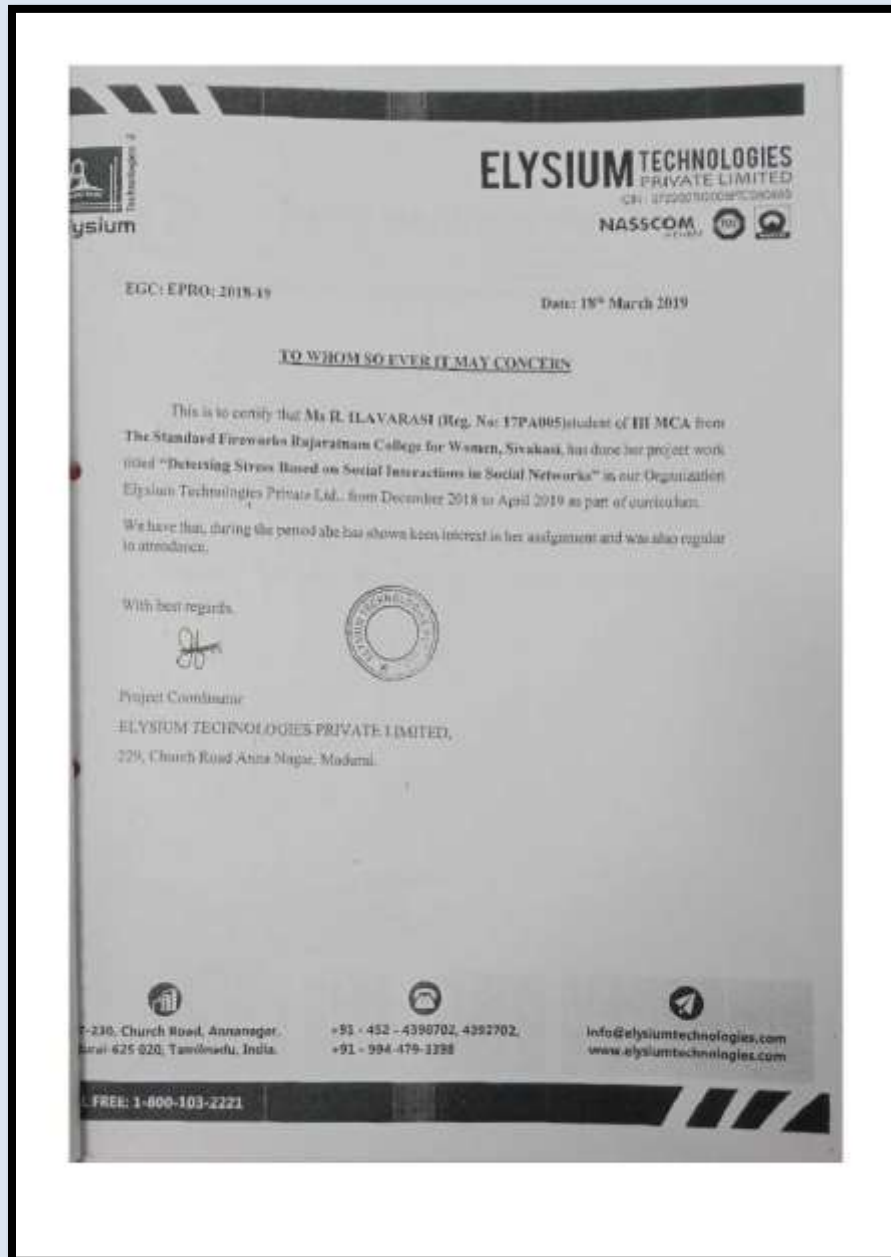 Technologies
ysium
ELYSIUM TECHNOLOGIES
PRIVATE LIMITED
NASSCOM
EGC: EPRO: 2018-19
Date: 18th March 2019
TO WHOM SO EVER IT MAY CONCERN
This is to certify that Ms R. ILAVARASI (Reg. No: 17PA005)student of III MCA from
The Standard Fireworks Rajaratnam College for Women, Sivakasi, has done her project work
titled “ Stress Based on Social Interactions in Social Networks” in our Organization
Elysium Technologies Private Ltd., from December 2018 to April 2019 as part of curriculum.
We have that, during the period she has shown keen interest in her assignment and was also regular
in attendance.
With best regards,
ELYSIUM TECHNOLOGIES
Project Coordinator
ELYSIUM TECHNOLOGIES PRIVATE LIMITED,
229, Church Road Anna Nagar, Madurai.
-230, Church Road, Annanagar.
+91 - 452 - 4390702, 4392702,
info@elysiumtechnologies.com
625 020, Tamilnadu, India.
+91 - 994-479-3398
www.elysiumtechnologies.com
FREE: 1-800-103-2221